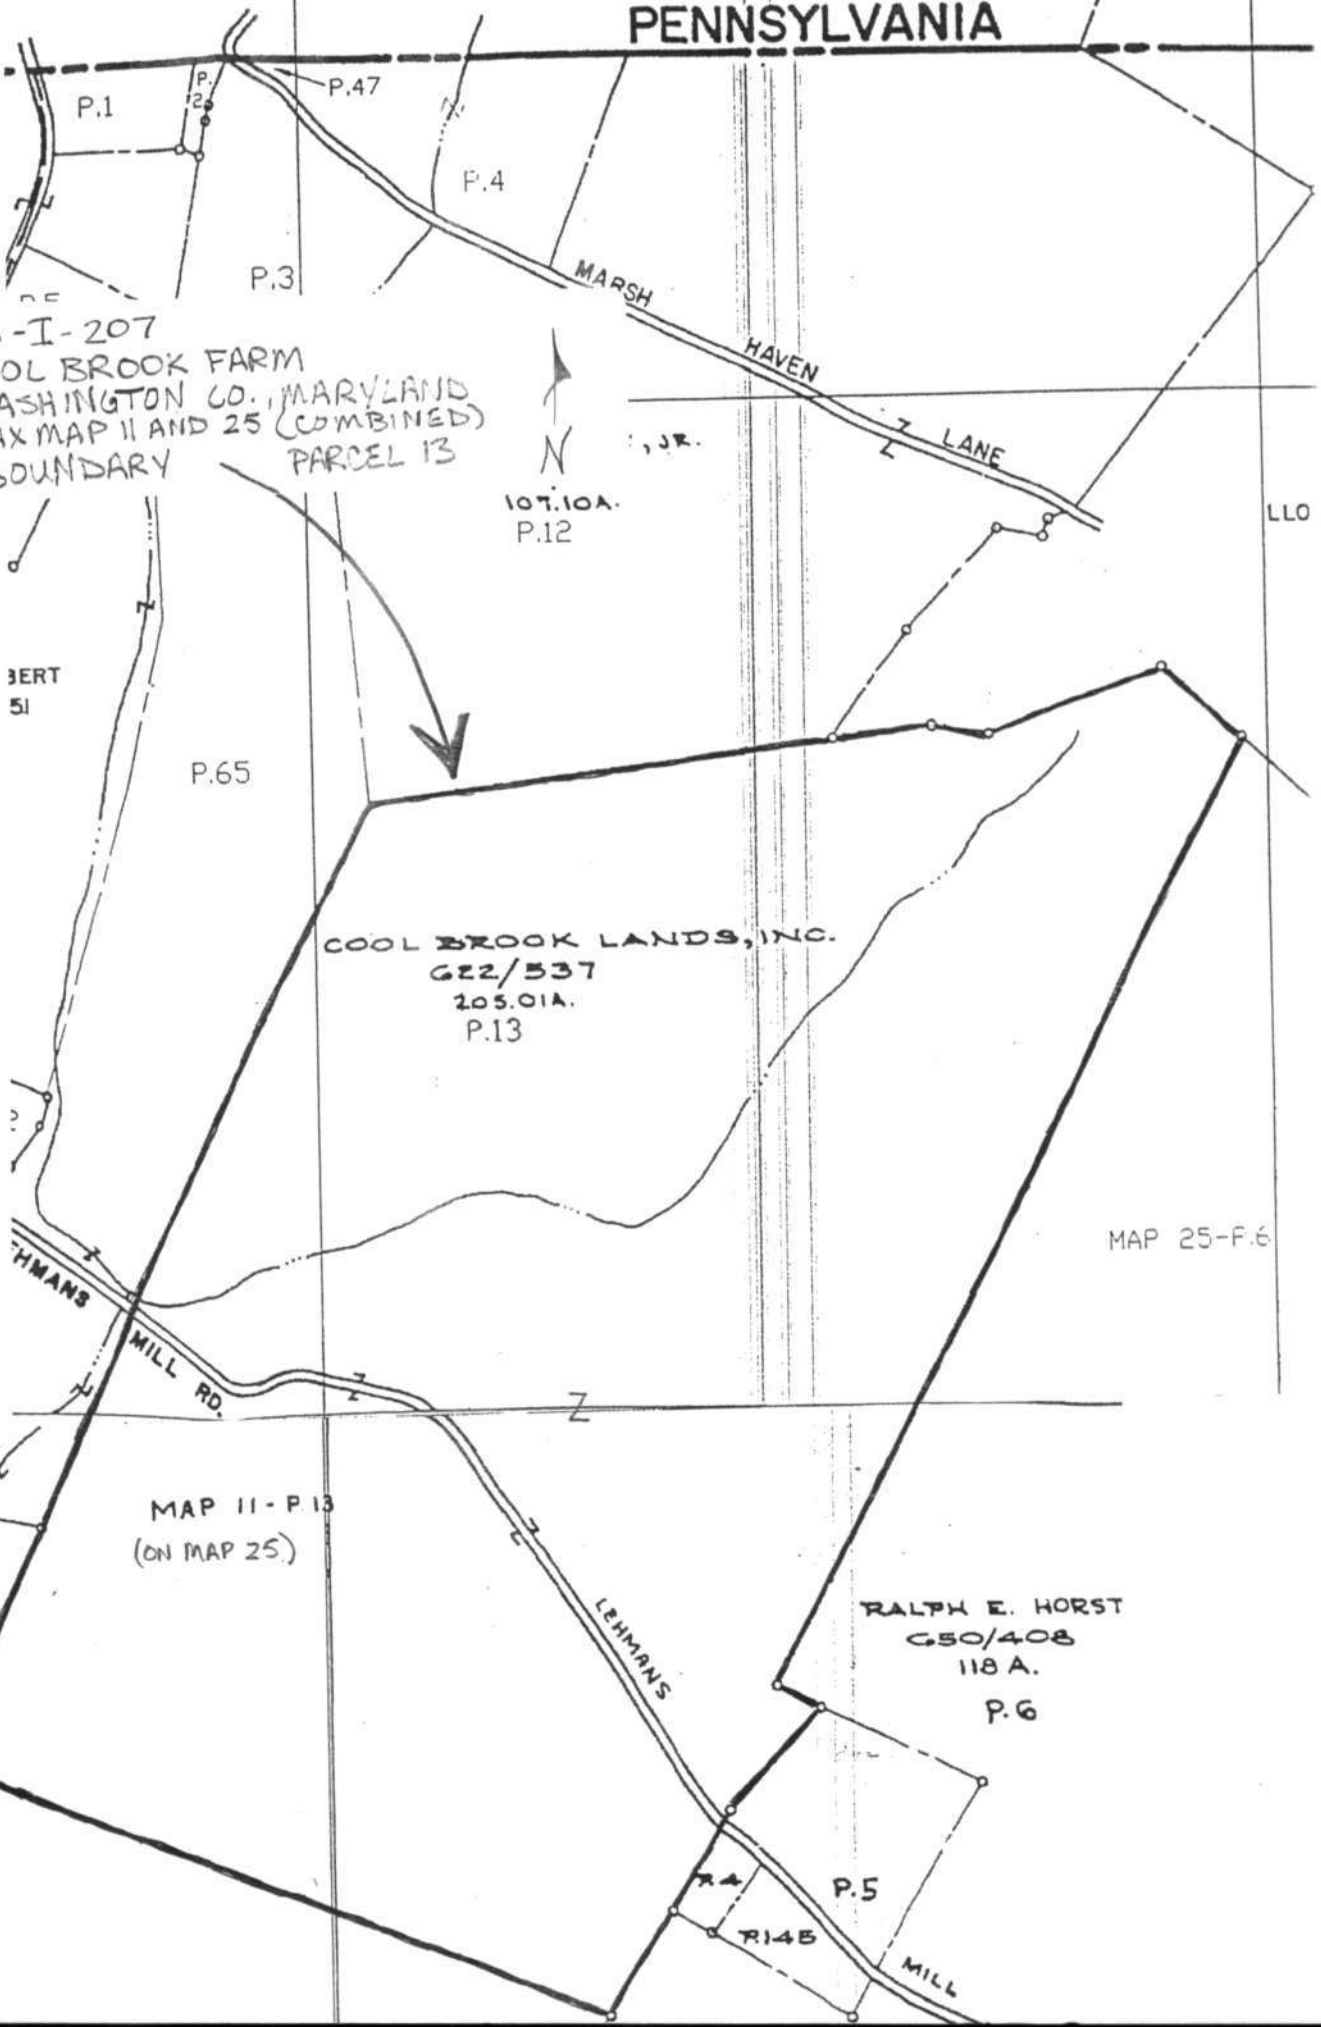 PENNSYLVANIA
P.1
P.
2
P.47
P.4
P.3
MARSH
HAVEN
LANE
-I-207
OL BROOK FARM
ASHINGTON CO., MARYLAND
AX MAP 11 AND 25 (COMBINED)
BOUNDARY PARCEL 13
N
, JR.
107.10A.
P.12
LLO
BERT
51
P.65
COOL BROOK LANDS, INC.
622/537
205.01A.
P.13
MAP 25-P.6
HMANS
MILL RD.
Z
MAP 11 - P.13
(ON MAP 25)
LEHMANS
RALPH E. HORST
650/408
118 A.
P.6
P.4
P.5
P.145
MILL